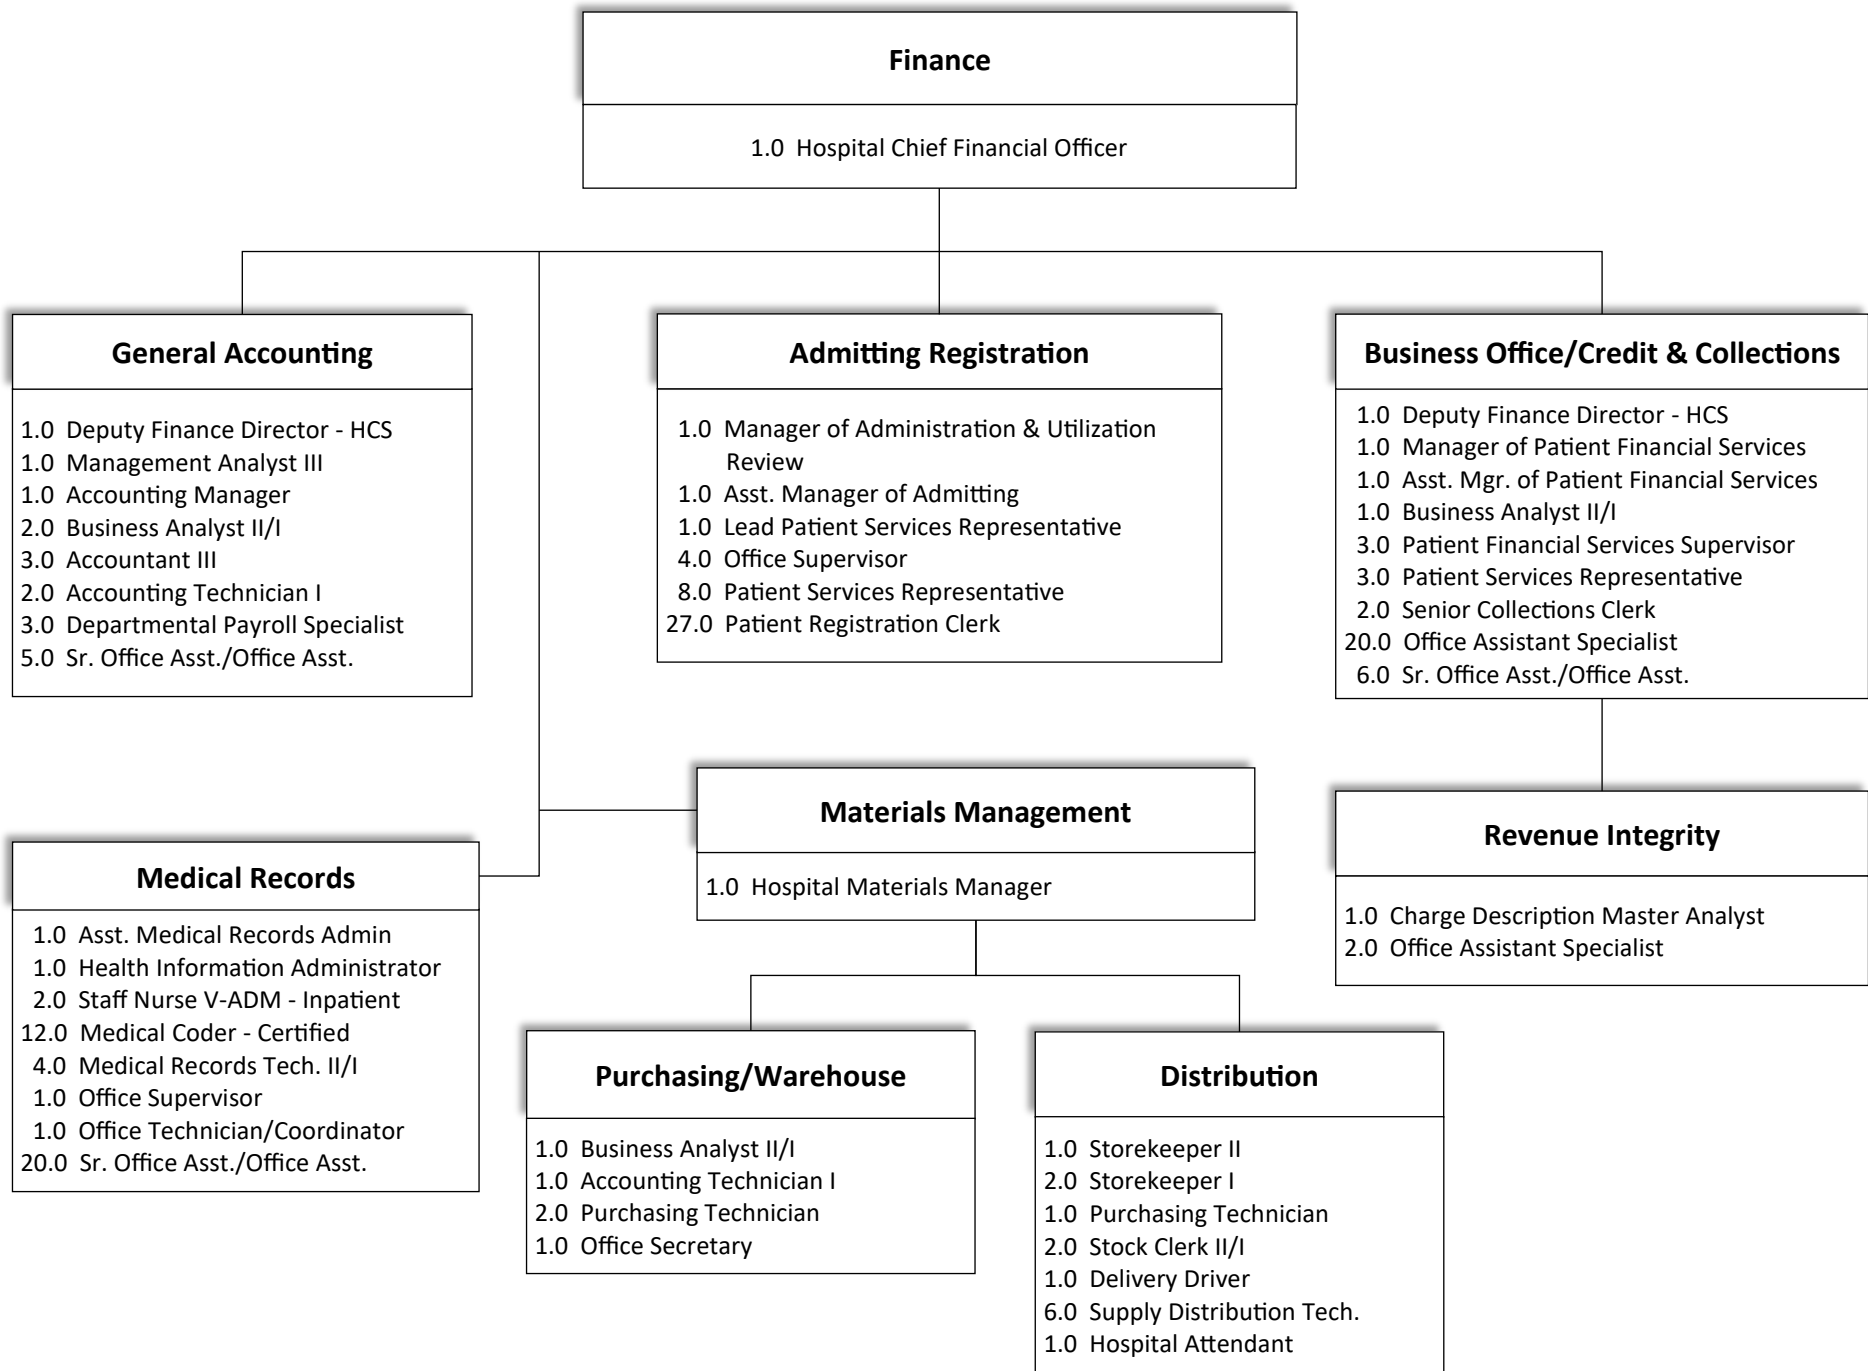 Finance
1.0 Hospital Chief Financial Officer
General Accounting
1.0 Deputy Finance Director - HCS
1.0 Management Analyst III
1.0 Accounting Manager
2.0 Business Analyst II/I
3.0 Accountant III
2.0 Accounting Technician I
3.0 Departmental Payroll Specialist
5.0 Sr. Office Asst./Office Asst.
Admitting Registration
1.0 Manager of Administration & Utilization
Review
1.0 Asst. Manager of Admitting
1.0 Lead Patient Services Representative
4.0 Office Supervisor
8.0 Patient Services Representative
27.0 Patient Registration Clerk
Business Office/Credit & Collections
1.0 Deputy Finance Director - HCS
1.0 Manager of Patient Financial Services
1.0 Asst. Mgr. of Patient Financial Services
1.0 Business Analyst II/I
3.0 Patient Financial Services Supervisor
3.0 Patient Services Representative
2.0 Senior Collections Clerk
20.0 Office Assistant Specialist
6.0 Sr. Office Asst./Office Asst.
Medical Records
1.0 Asst. Medical Records Admin
1.0 Health Information Administrator
2.0 Staff Nurse V-ADM - Inpatient
12.0 Medical Coder - Certified
4.0 Medical Records Tech. II/I
1.0 Office Supervisor
1.0 Office Technician/Coordinator
20.0 Sr. Office Asst./Office Asst.
Materials Management
1.0 Hospital Materials Manager
Revenue Integrity
1.0 Charge Description Master Analyst
2.0 Office Assistant Specialist
Purchasing/Warehouse
1.0 Business Analyst II/I
1.0 Accounting Technician I
2.0 Purchasing Technician
1.0 Office Secretary
Distribution
1.0 Storekeeper II
2.0 Storekeeper I
1.0 Purchasing Technician
2.0 Stock Clerk II/I
1.0 Delivery Driver
6.0 Supply Distribution Tech.
1.0 Hospital Attendant